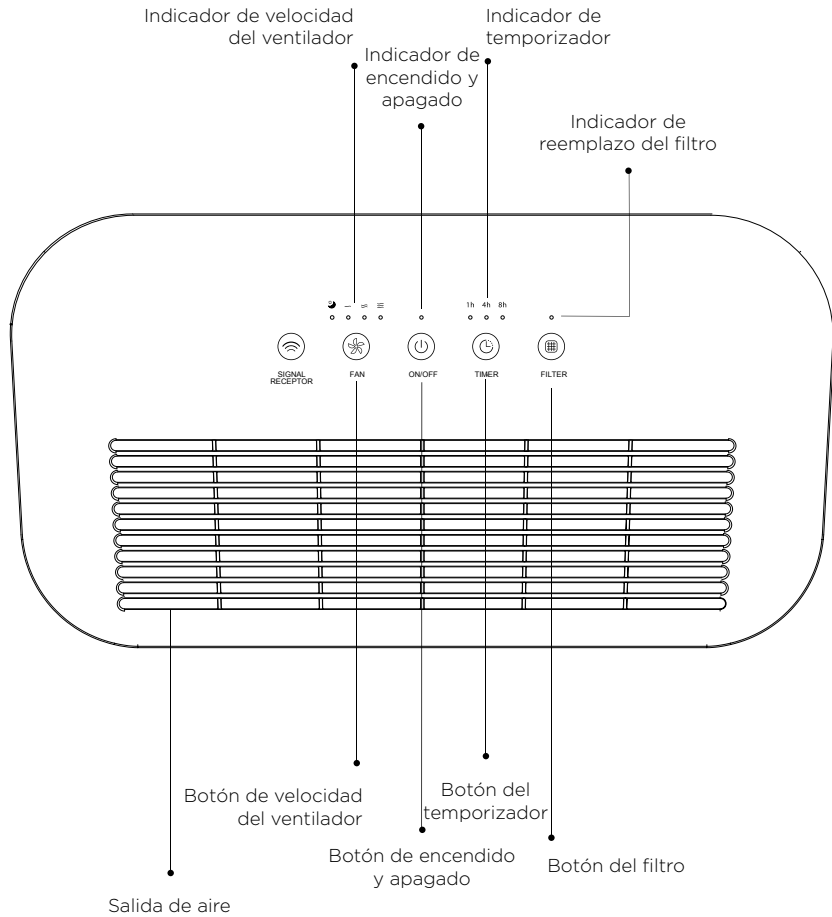 Indicador de velocidad
del ventilador
Indicador de
encendido y
apagado
Indicador de
temporizador
Indicador de
reemplazo del filtro
1h 4h 8h
SIGNAL
RECEPTOR
FAN
ON/OFF
TIMER
FILTER
Botón de velocidad
del ventilador
Botón de encendido
y apagado
Botón del
temporizador
Botón del filtro
Salida de aire